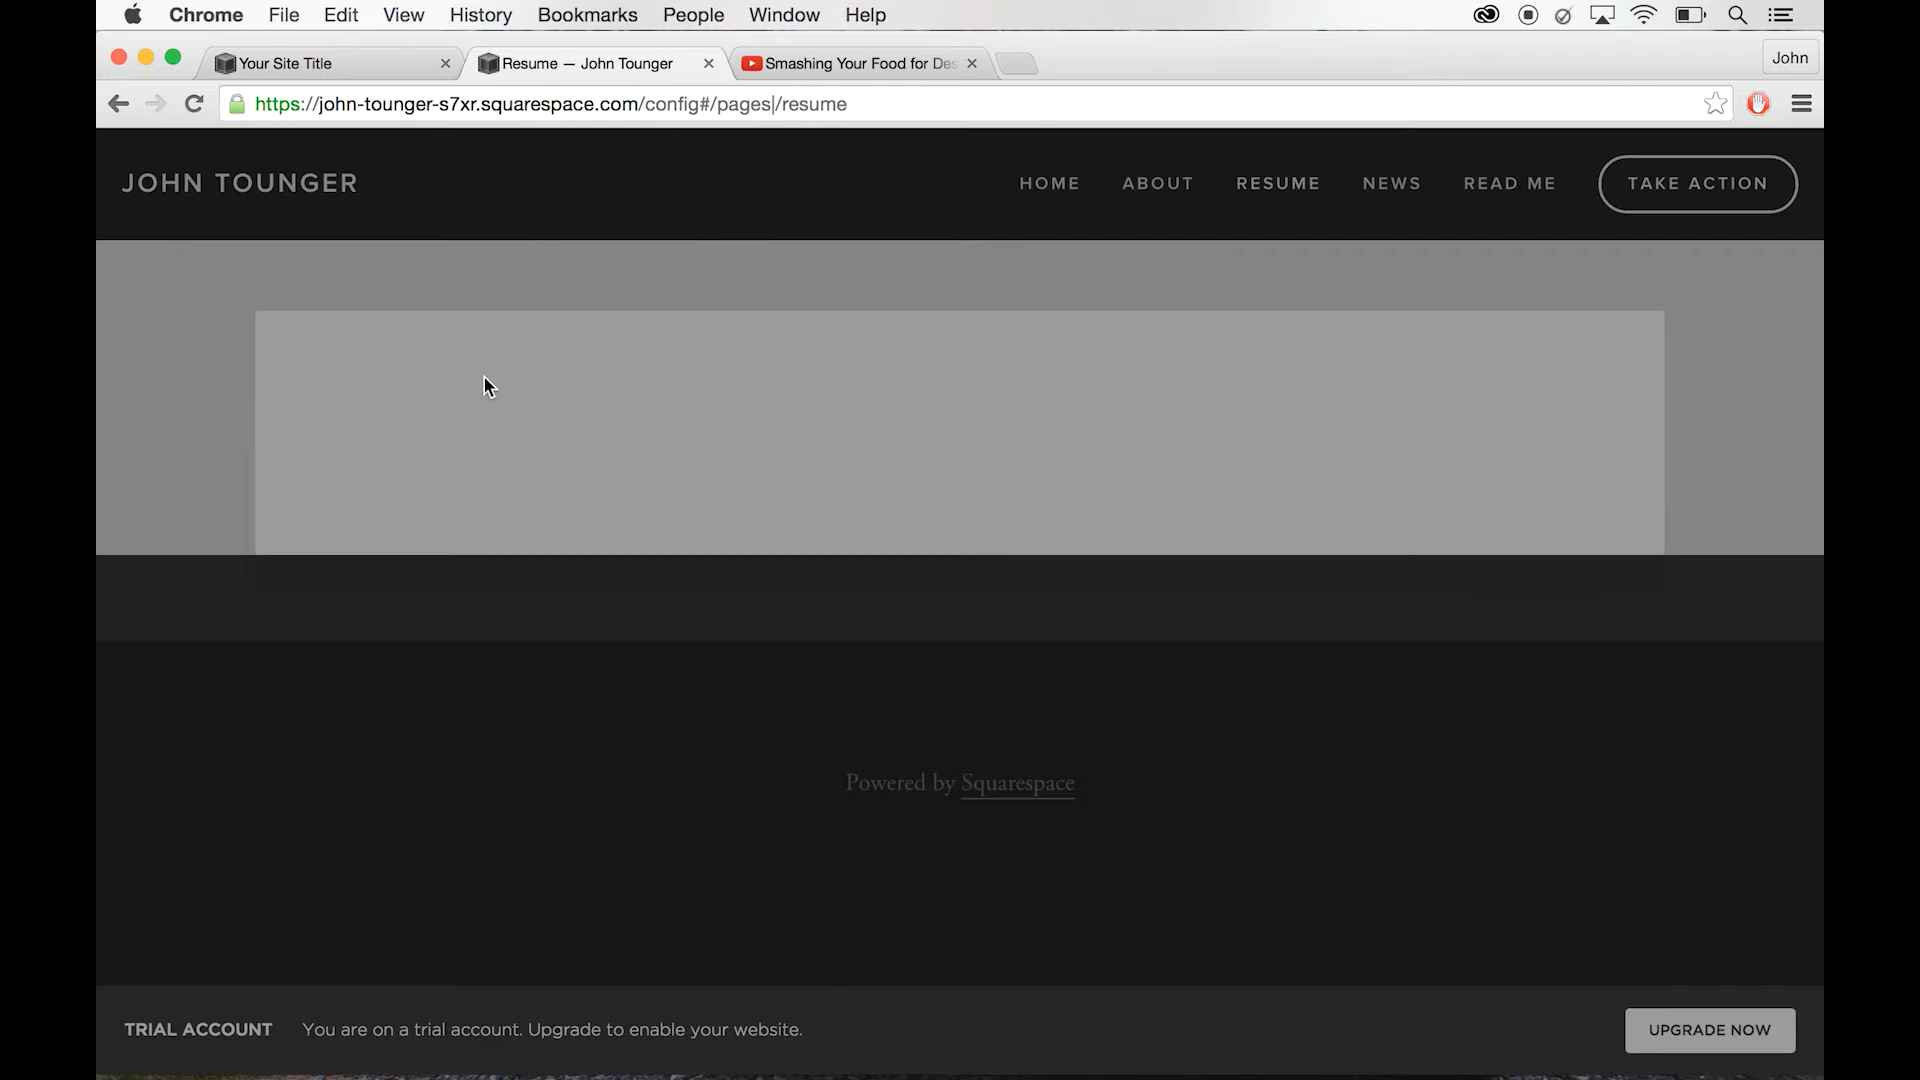 Chrome File Edit View History Bookmarks People Window Help
Your Site Title
Resume — John Tounger
Smashing Your Food for Des
John
https://john-tounger-s7xr.squarespace.com/config#/pages|/resume
JOHN TOUNGER
HOME ABOUT RESUME NEWS READ ME TAKE ACTION
Powered by Squarespace
TRIAL ACCOUNT You are on a trial account. Upgrade to enable your website.
UPGRADE NOW